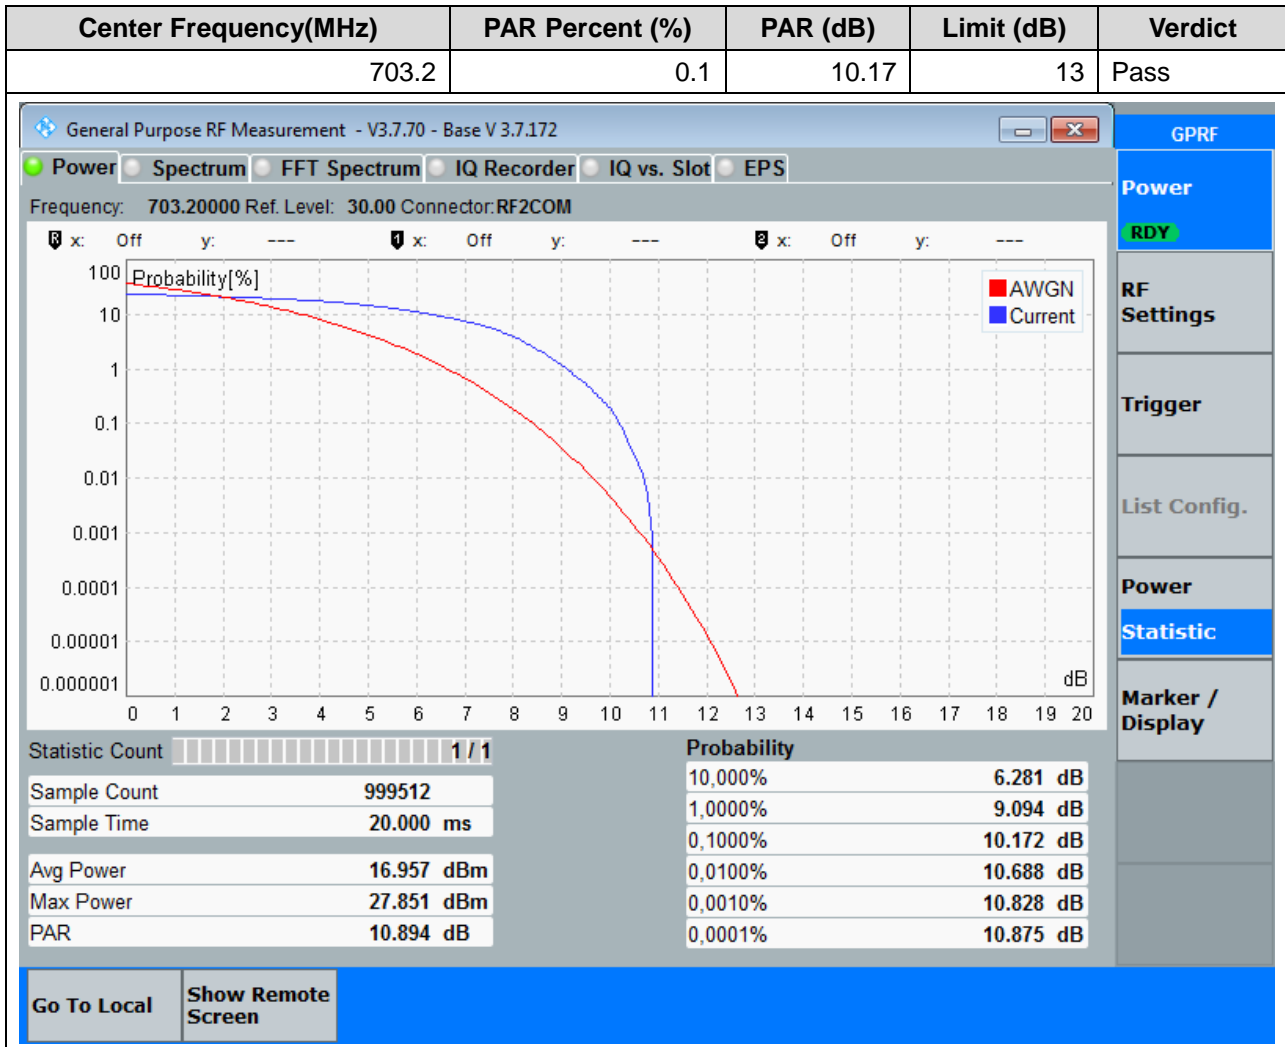 Center Frequency(MHz) PAR Percent (%) PAR (dB) Limit (dB) Verdict
703.2 0.1 10.17 13 Pass
General Purpose RF Measurement - V3.7.70 - Base V 3.7.172
GPRF
Power Spectrum FFT Spectrum IQ Recorder IQ vs. Slot EPS
Frequency: 703.20000 Ref. Level: 30.00 Connector:RF2COM
R x: Off y: --- 1 x: Off y: --- 2 x: Off y: ---
Probability[%]
AWGN
Current
100
10
1
0.1
0.01
0.001
0.0001
0.00001
0.000001
dB
0 1 2 3 4 5 6 7 8 9 10 11 12 13 14 15 16 17 18 19 20
Statistic Count 1 / 1
Sample Count 999512
Sample Time 20.000 ms
Avg Power 16.957 dBm
Max Power 27.851 dBm
PAR 10.894 dB
Probability
10,000% 6.281 dB
1,0000% 9.094 dB
0,1000% 10.172 dB
0,0100% 10.688 dB
0,0010% 10.828 dB
0,0001% 10.875 dB
Power
RDY
RF
Settings
Trigger
List Config.
Power
Statistic
Marker /
Display
Go To Local
Show Remote
Screen